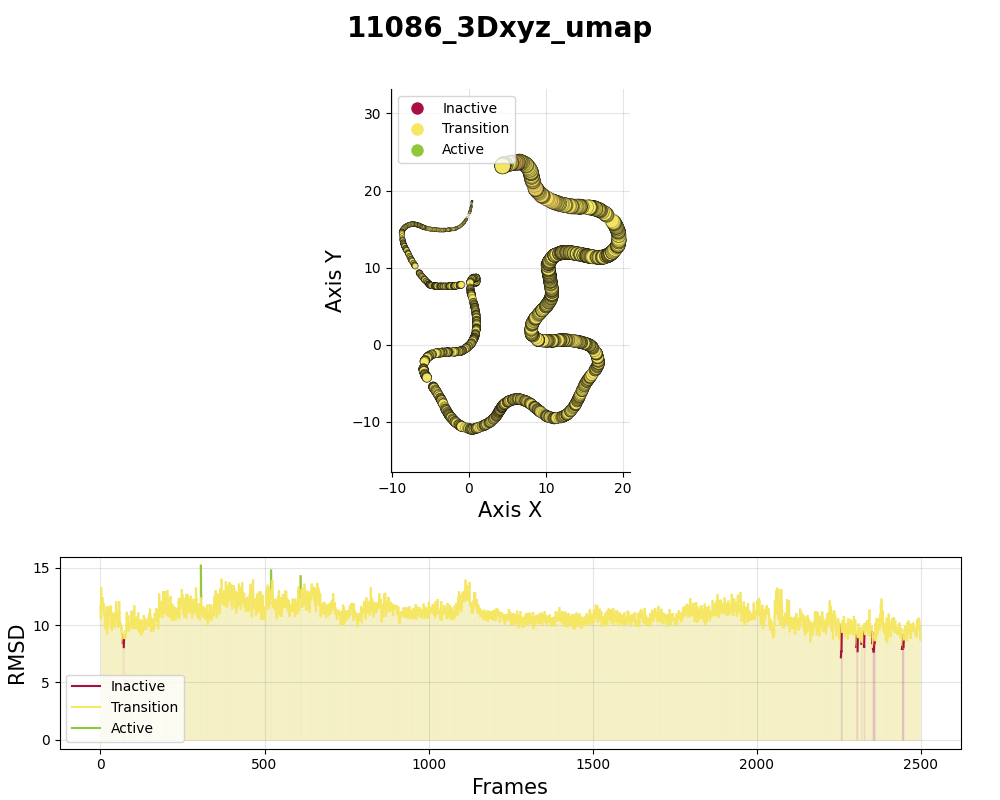 11086_3Dxyz_umap
Inactive
Transition
Active
30
20
10
0
−10
Axis Y
−10
0
10
20
Axis X
15
10
5
0
RMSD
Inactive
Transition
Active
0
500
1000
1500
2000
2500
Frames